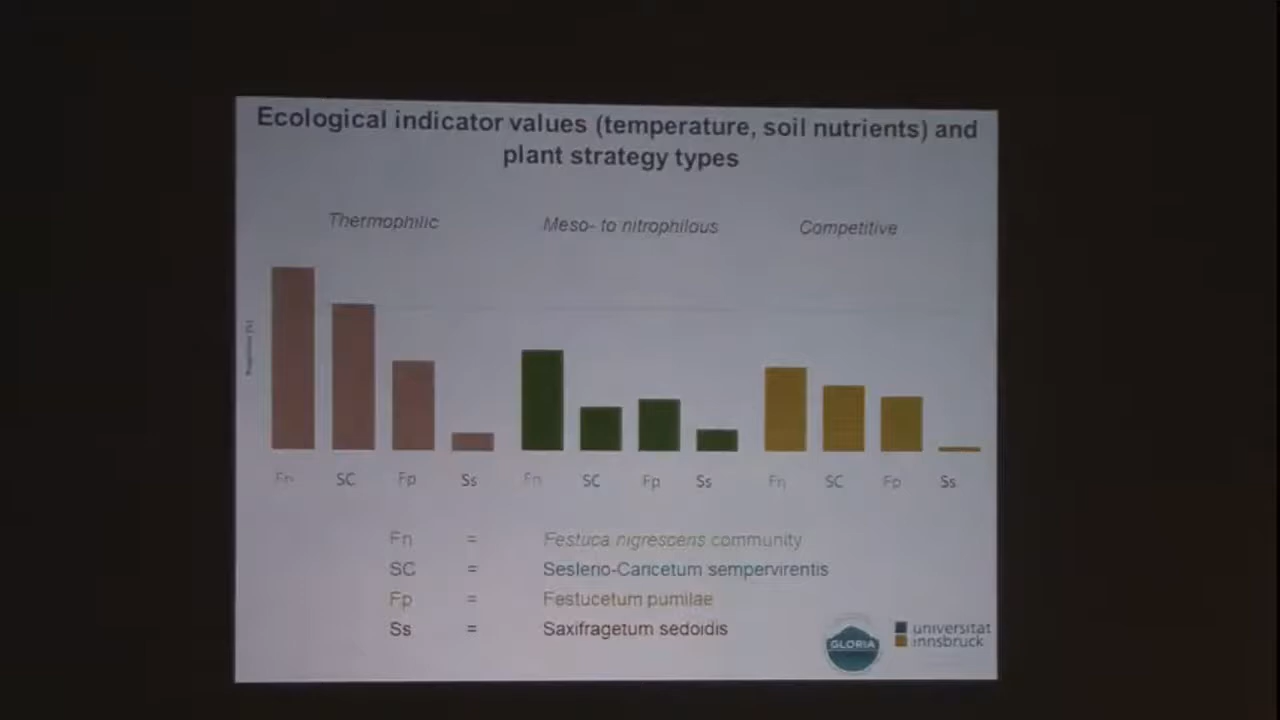 Ecological indicator values (temperature, soil nutrients) and
plant strategy types
Thermophilic Meso- to nitrophilous Competitive
Fn SC Fp Ss Fn SC Fp Ss Fn SC Fp Ss
Fn = Festuca nigrescens community
SC = Seslerio-Caricetum sempervirentis
Fp = Festucetum pumilae
Ss = Saxifragetum sedoidis
GLORIA
universität
innsbruck